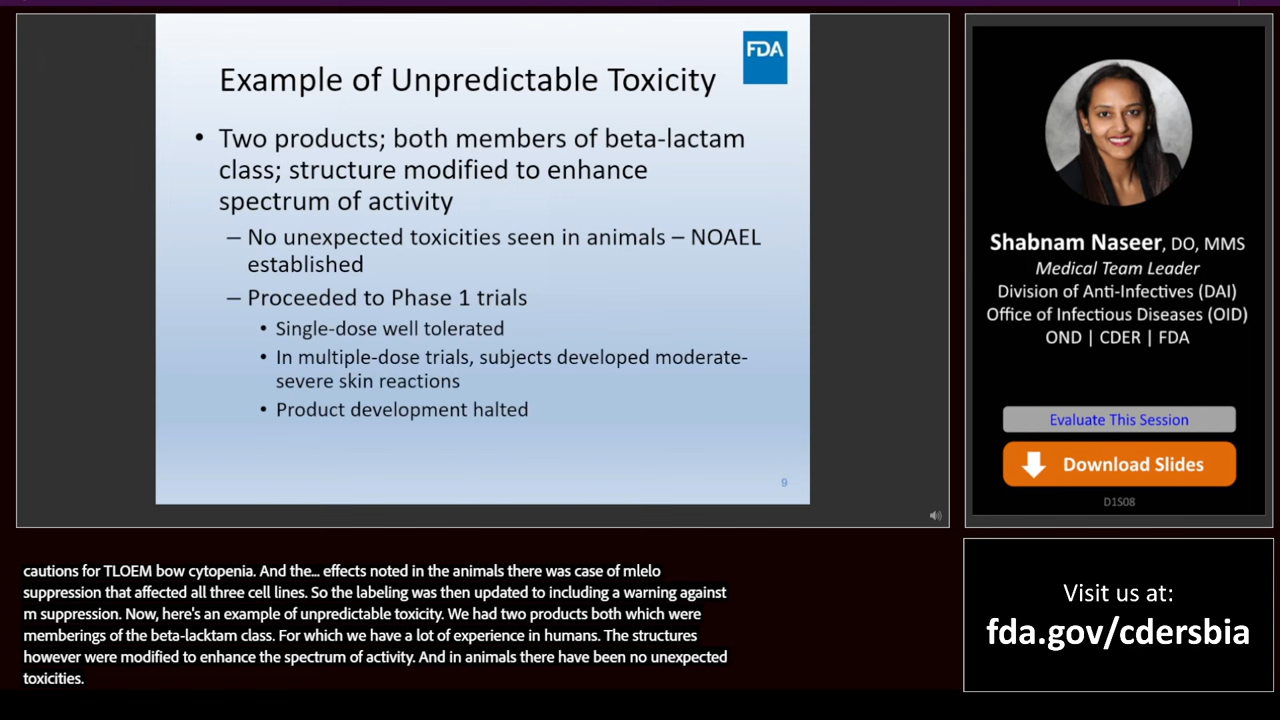 FDA
Example of Unpredictable Toxicity
• Two products; both members of beta-lactam
class; structure modified to enhance
spectrum of activity
– No unexpected toxicities seen in animals – NOAEL
established
– Proceeded to Phase 1 trials
• Single-dose well tolerated
• In multiple-dose trials, subjects developed moderate-
severe skin reactions
• Product development halted
9
Shabnam Naseer, DO, MMS
Medical Team Leader
Division of Anti-Infectives (DAI)
Office of Infectious Diseases (OID)
OND | CDER | FDA
Evaluate This Session
Download Slides
D1S08
cautions for TLOEM bow cytopenia. And the... effects noted in the animals there was case of mlelo
suppression that affected all three cell lines. So the labeling was then updated to including a warning against
m suppression. Now, here's an example of unpredictable toxicity. We had two products both which were
memberings of the beta-lacktam class. For which we have a lot of experience in humans. The structures
however were modified to enhance the spectrum of activity. And in animals there have been no unexpected
toxicities.
Visit us at:
fda.gov/cdersbia